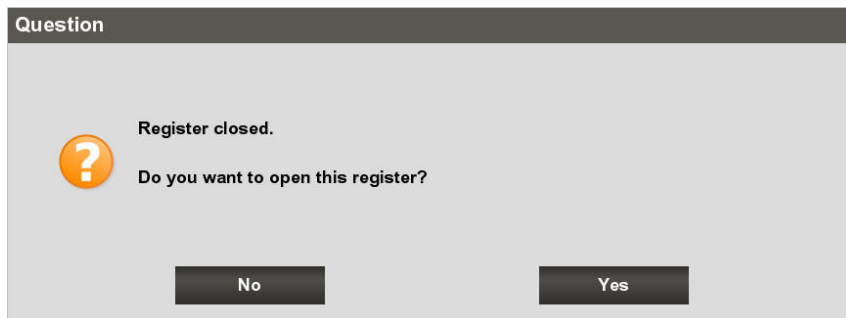 Question
Register closed.
Do you want to open this register?
No
Yes